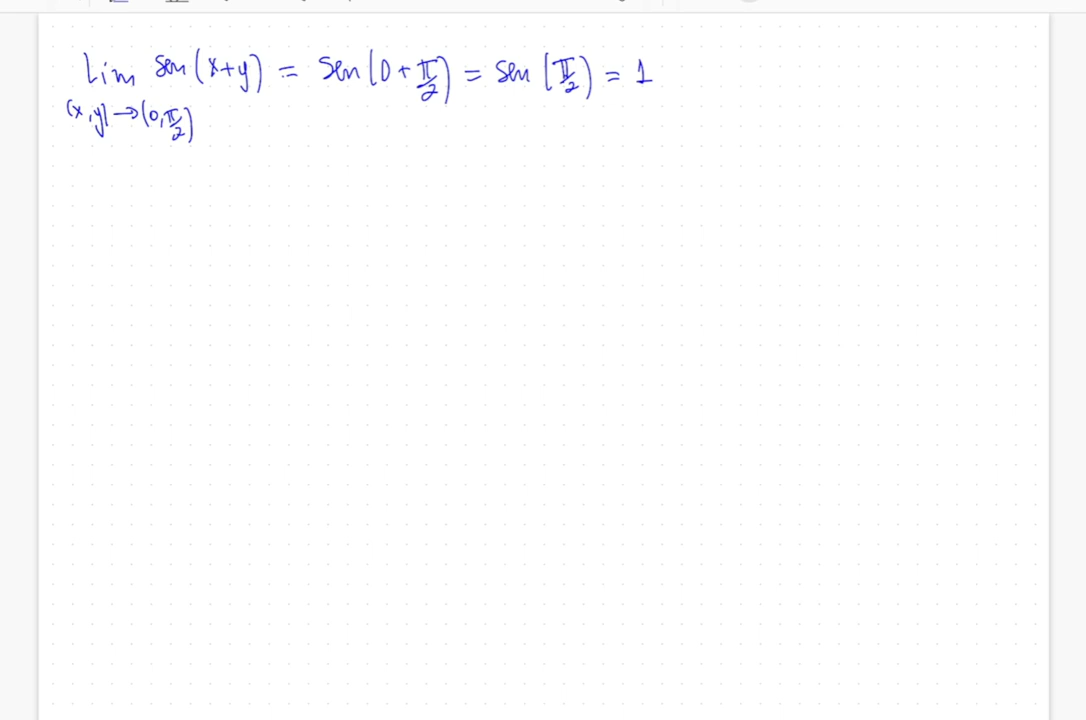 Lim sen(x+y) = sen(0+π/2) = sen(π/2) = 1
(x,y)→(0,π/2)